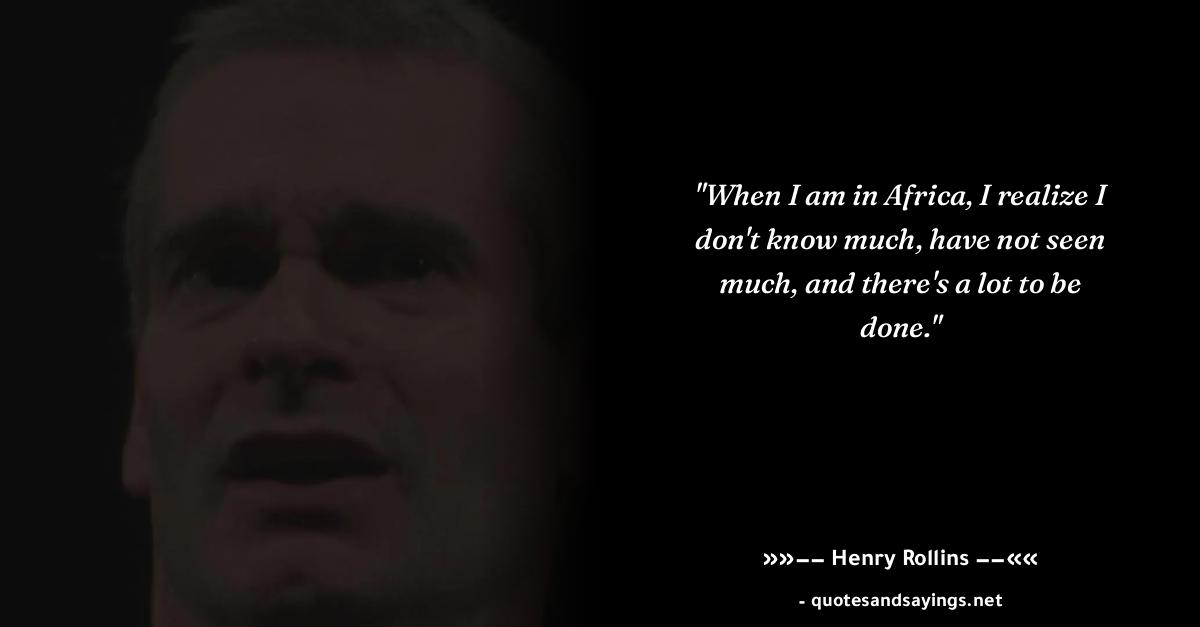 "When I am in Africa, I realize I
don't know much, have not seen
much, and there's a lot to be
done."
»»−− Henry Rollins −−««
- quotesandsayings.net